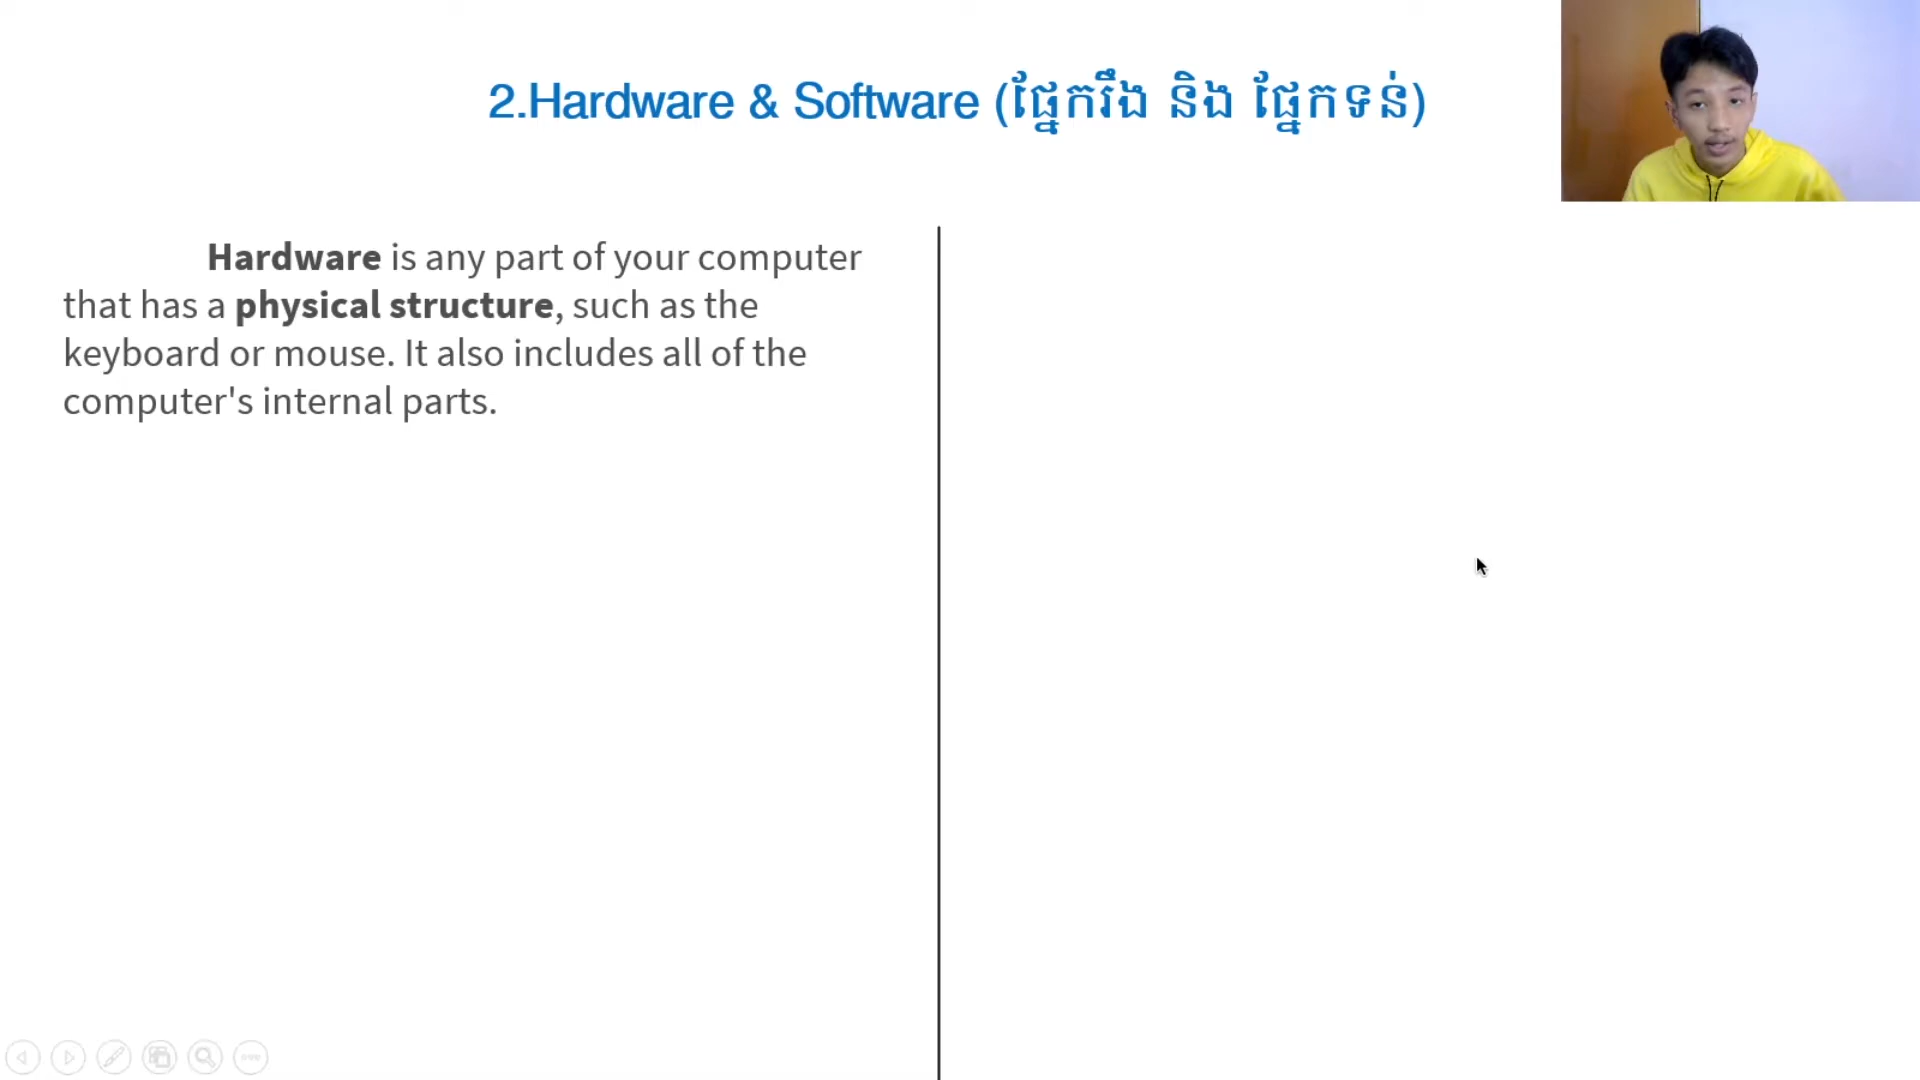 2.Hardware & Software (ផ្នែករឹង និង ផ្នែកទន់)
Hardware is any part of your computer
that has a physical structure, such as the
keyboard or mouse. It also includes all of the
computer's internal parts.